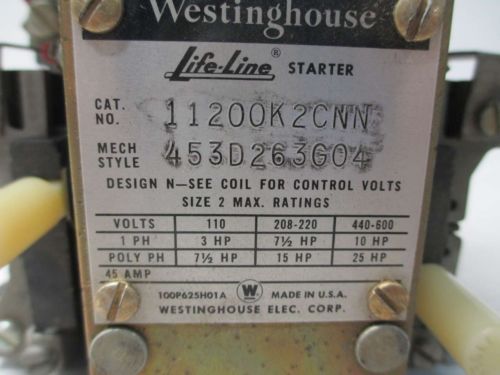 Westinghouse
Life-Line® STARTER
CAT. NO. 11200K2CNN
MECH STYLE 453D263G04
DESIGN N—SEE COIL FOR CONTROL VOLTS
SIZE 2 MAX. RATINGS
VOLTS 110 208-220 440-600
1 PH 3 HP 7½ HP 10 HP
POLY PH 7½ HP 15 HP 25 HP
45 AMP
100P625H01A W MADE IN U.S.A.
WESTINGHOUSE ELEC. CORP.